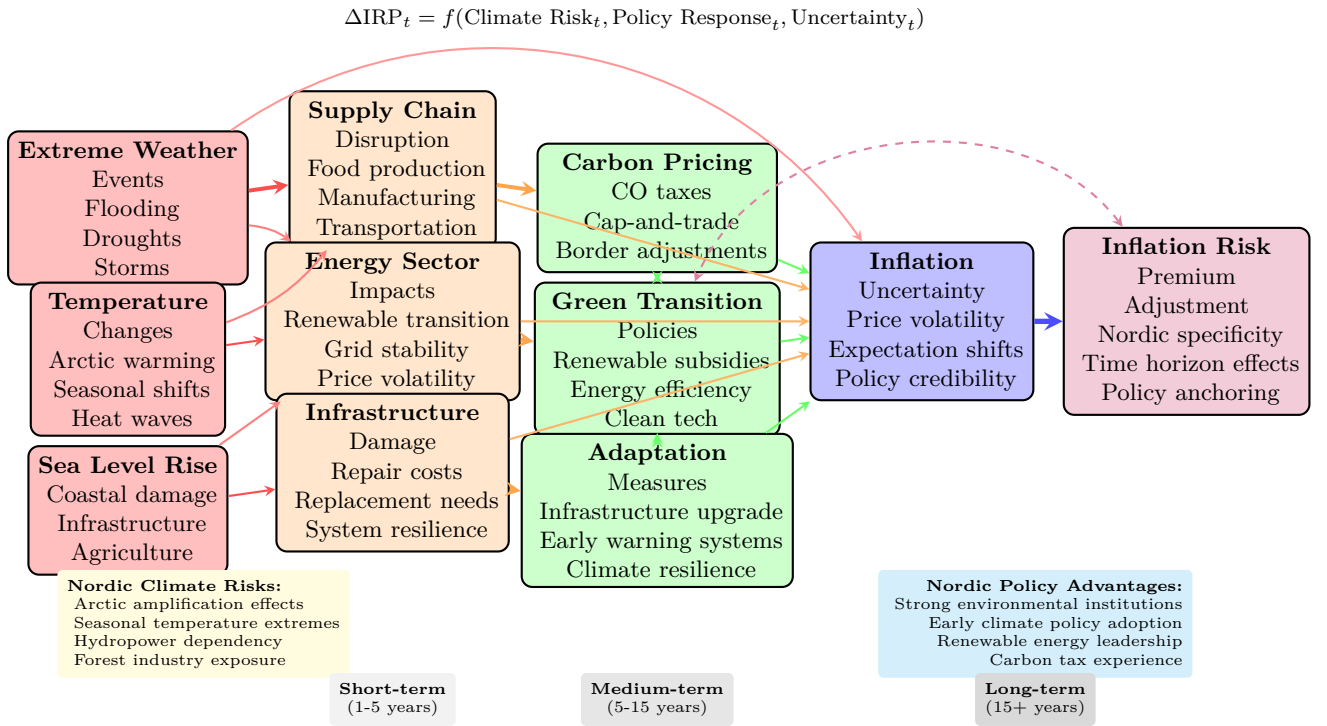 ΔIRPₜ = f(Climate Riskₜ, Policy Responseₜ, Uncertaintyₜ)
Extreme Weather
Events
Flooding
Droughts
Storms
Temperature
Changes
Arctic warming
Seasonal shifts
Heat waves
Sea Level Rise
Coastal damage
Infrastructure
Agriculture
Supply Chain
Disruption
Food production
Manufacturing
Transportation
Energy Sector
Impacts
Renewable transition
Grid stability
Price volatility
Infrastructure
Damage
Repair costs
Replacement needs
System resilience
Carbon Pricing
CO taxes
Cap-and-trade
Border adjustments
Green Transition
Policies
Renewable subsidies
Energy efficiency
Clean tech
Adaptation
Measures
Infrastructure upgrade
Early warning systems
Climate resilience
Inflation
Uncertainty
Price volatility
Expectation shifts
Policy credibility
Inflation Risk
Premium
Adjustment
Nordic specificity
Time horizon effects
Policy anchoring
Nordic Climate Risks:
Arctic amplification effects
Seasonal temperature extremes
Hydropower dependency
Forest industry exposure
Nordic Policy Advantages:
Strong environmental institutions
Early climate policy adoption
Renewable energy leadership
Carbon tax experience
Short-term
(1-5 years)
Medium-term
(5-15 years)
Long-term
(15+ years)